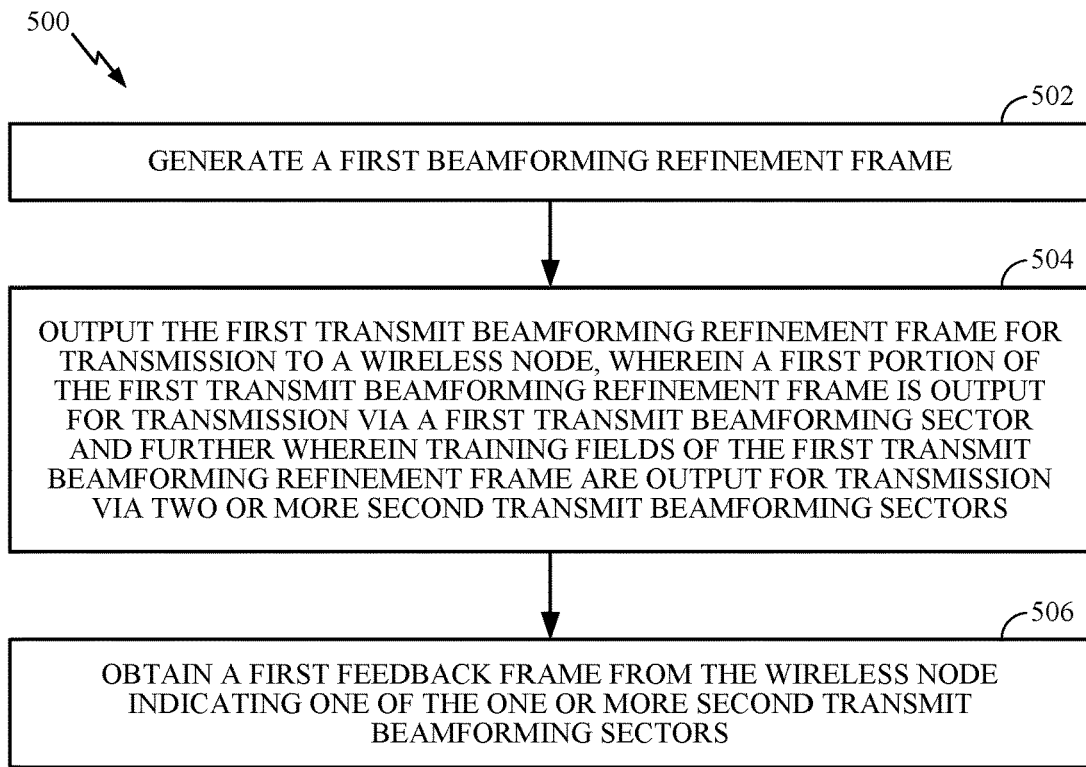 500
502
GENERATE A FIRST BEAMFORMING REFINEMENT FRAME
504
OUTPUT THE FIRST TRANSMIT BEAMFORMING REFINEMENT FRAME FOR
TRANSMISSION TO A WIRELESS NODE, WHEREIN A FIRST PORTION OF
THE FIRST TRANSMIT BEAMFORMING REFINEMENT FRAME IS OUTPUT
FOR TRANSMISSION VIA A FIRST TRANSMIT BEAMFORMING SECTOR
AND FURTHER WHEREIN TRAINING FIELDS OF THE FIRST TRANSMIT
BEAMFORMING REFINEMENT FRAME ARE OUTPUT FOR TRANSMISSION
VIA TWO OR MORE SECOND TRANSMIT BEAMFORMING SECTORS
506
OBTAIN A FIRST FEEDBACK FRAME FROM THE WIRELESS NODE
INDICATING ONE OF THE ONE OR MORE SECOND TRANSMIT
BEAMFORMING SECTORS